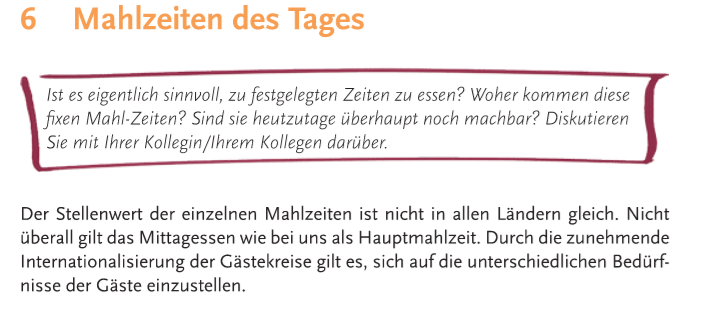 6 Mahlzeiten des Tages
Ist es eigentlich sinnvoll, zu festgelegten Zeiten zu essen? Woher kommen diese
fixen Mahl-Zeiten? Sind sie heutzutage überhaupt noch machbar? Diskutieren
Sie mit Ihrer Kollegin/Ihrem Kollegen darüber.
Der Stellenwert der einzelnen Mahlzeiten ist nicht in allen Ländern gleich. Nicht
überall gilt das Mittagessen wie bei uns als Hauptmahlzeit. Durch die zunehmende
Internationalisierung der Gästekreise gilt es, sich auf die unterschiedlichen Bedürf-
nisse der Gäste einzustellen.